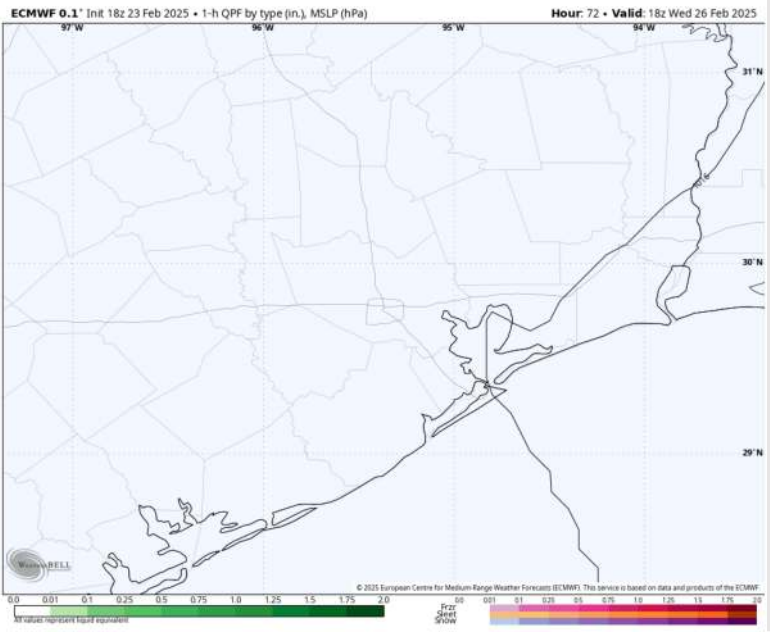 ECMWF 0.1° Init 18z 23 Feb 2025 • 1-h QPF by type (in.), MSLP (hPa) Hour: 72 • Valid: 18z Wed 26 Feb 2025
97°W 96°W 95°W 94°W
31°N
30°N
29°N
WeatherBELL
© 2025 European Centre for Medium-Range Weather Forecasts (ECMWF). This service is based on data and products of the ECMWF.
0.0 0.01 0.1 0.25 0.5 0.75 1.0 1.25 1.5 1.75 2.0 0.0 0.01 0.1 0.25 0.5 0.75 1.0 1.25 1.5 1.75 2.0
Frzr
Sleet
Snow
All values represent liquid equivalent